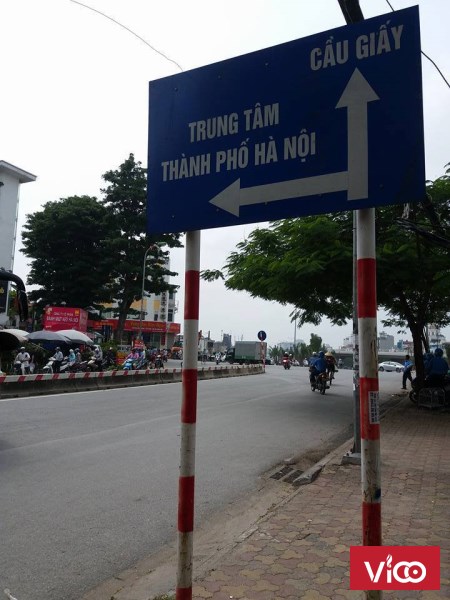 CẦU GIẤY
TRUNG TÂM
THÀNH PHỐ HÀ NỘI
VICO